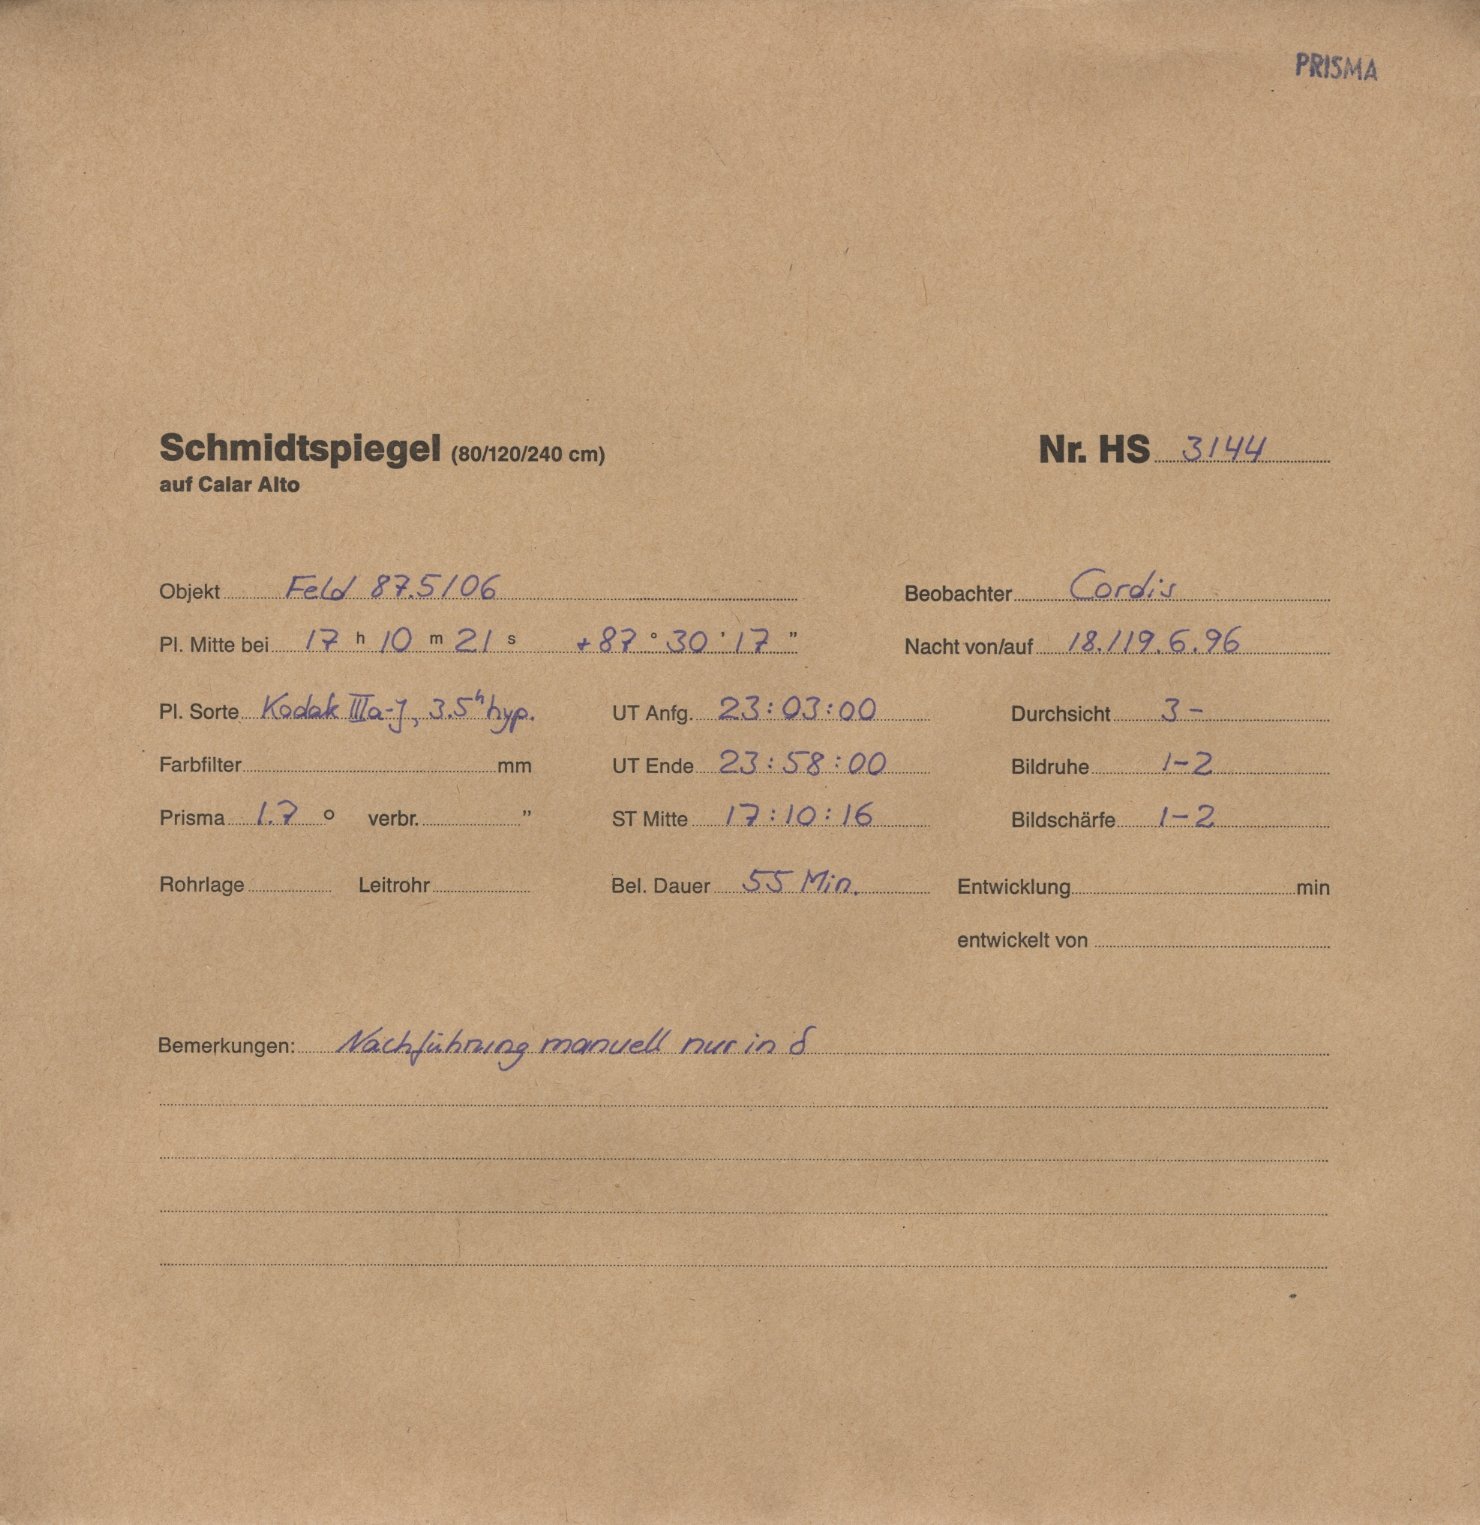 PRISMA
Schmidtspiegel (80/120/240 cm)
auf Calar Alto
Nr. HS 3144
Objekt Feld 87.5/06
Beobachter Cordis
Pl. Mitte bei 17 h 10 m 21 s +87 ° 30 ' 17 "
Nacht von/auf 18./19.6.96
Pl. Sorte Kodak IIIa-J, 3.5h hyp. UT Anfg. 23:03:00 Durchsicht 3-
Farbfilter mm UT Ende 23:58:00 Bildruhe 1-2
Prisma 1.7 ° verbr. " ST Mitte 17:10:16 Bildschärfe 1-2
Rohrlage Leitrohr Bel. Dauer 55 Min. Entwicklung min
entwickelt von
Bemerkungen: Nachführung manuell nur in δ